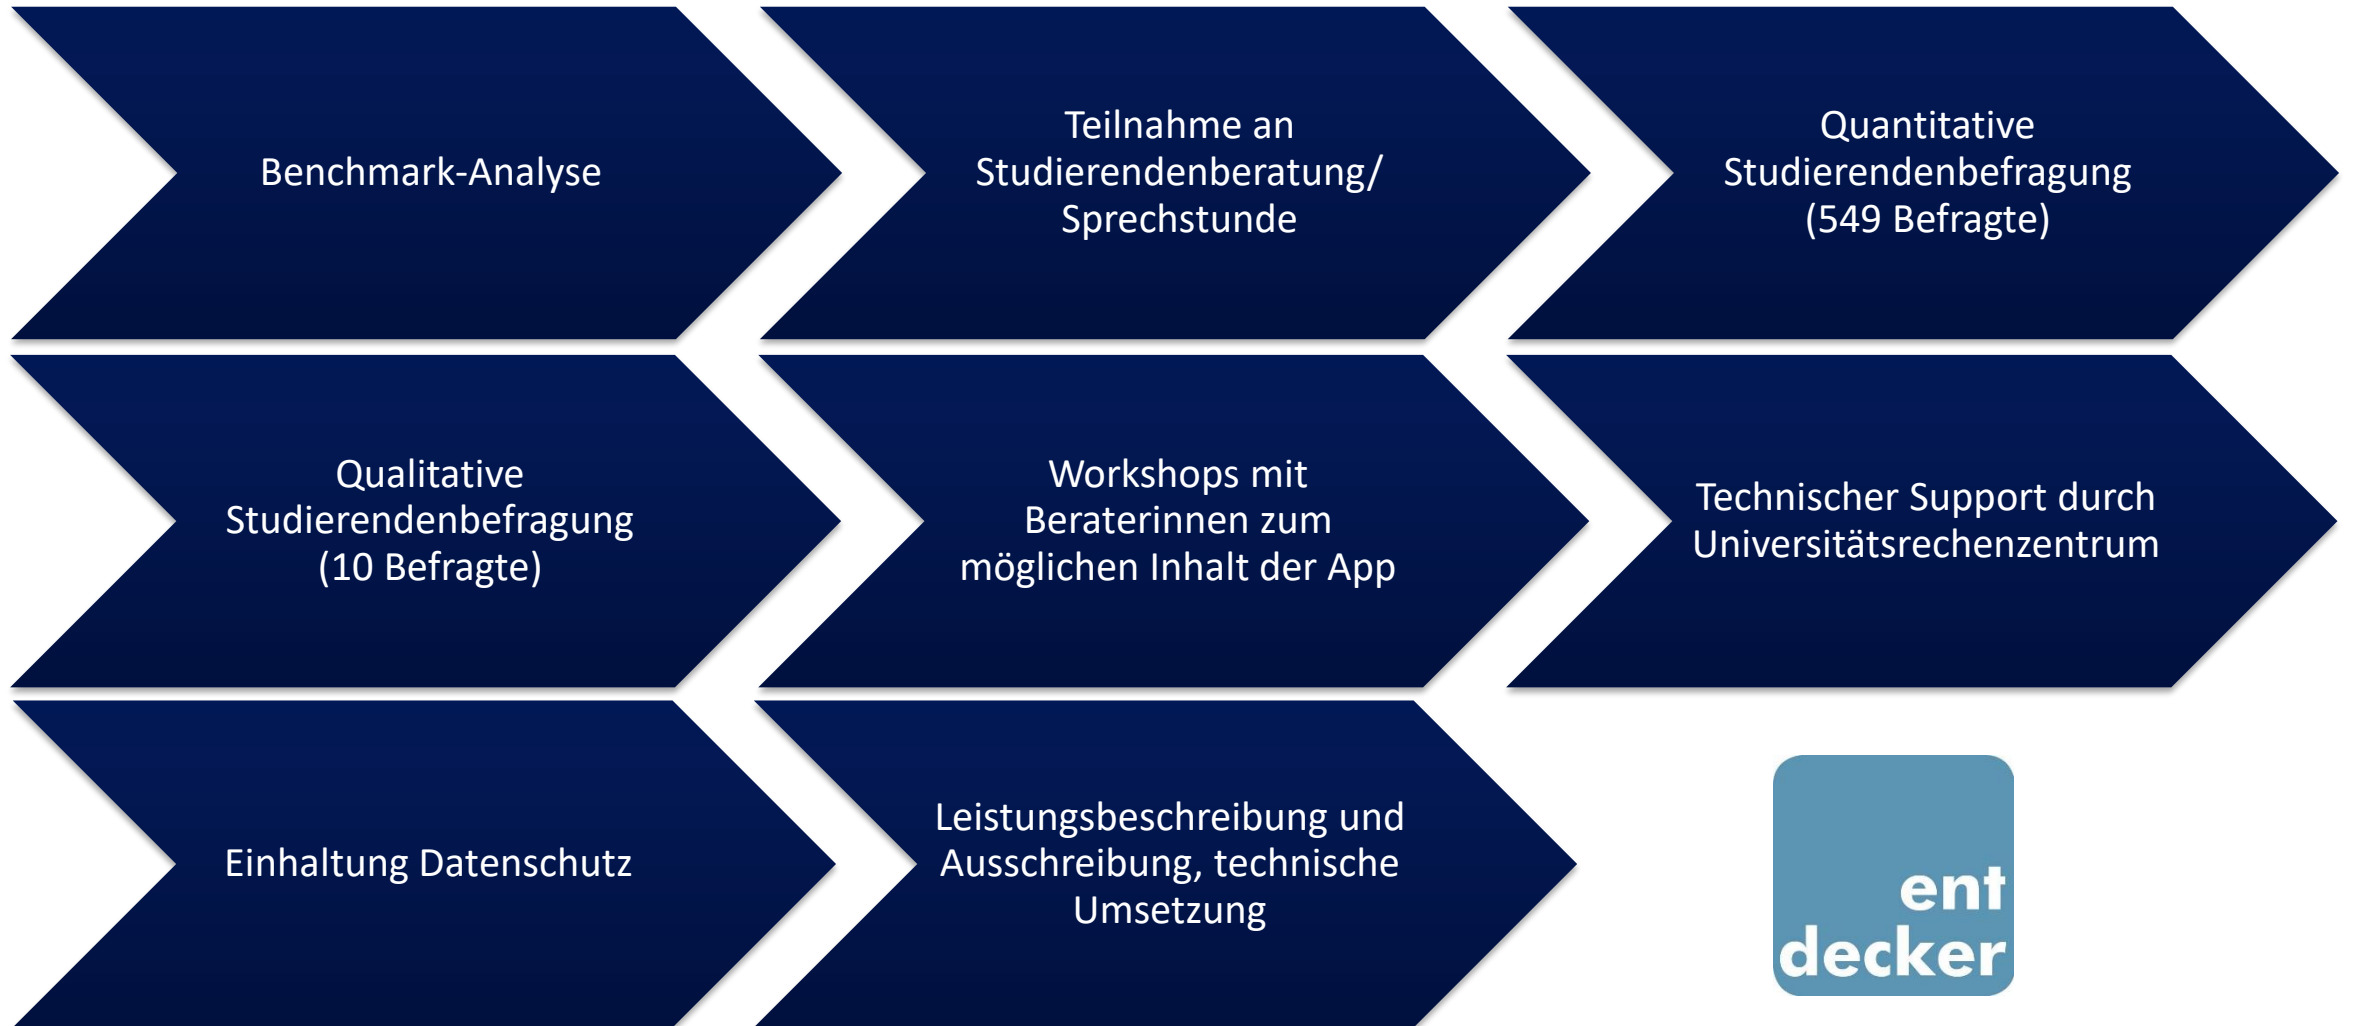 Benchmark-Analyse
Teilnahme an
Studierendenberatung/
Sprechstunde
Quantitative
Studierendenbefragung
(549 Befragte)
Qualitative
Studierendenbefragung
(10 Befragte)
Workshops mit
Beraterinnen zum
möglichen Inhalt der App
Technischer Support durch
Universitätsrechenzentrum
Einhaltung Datenschutz
Leistungsbeschreibung und
Ausschreibung, technische
Umsetzung
ent
decker